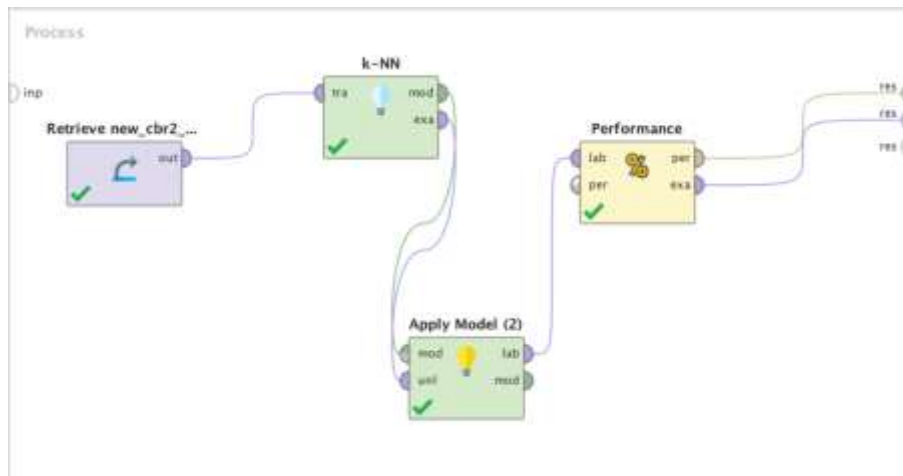 Process
inp
Retrieve new_cbr2_...
out
k-NN
tra
mod
exa
Apply Model (2)
mod
lab
unl
mod
Performance
lab
per
per
exa
res
res
res